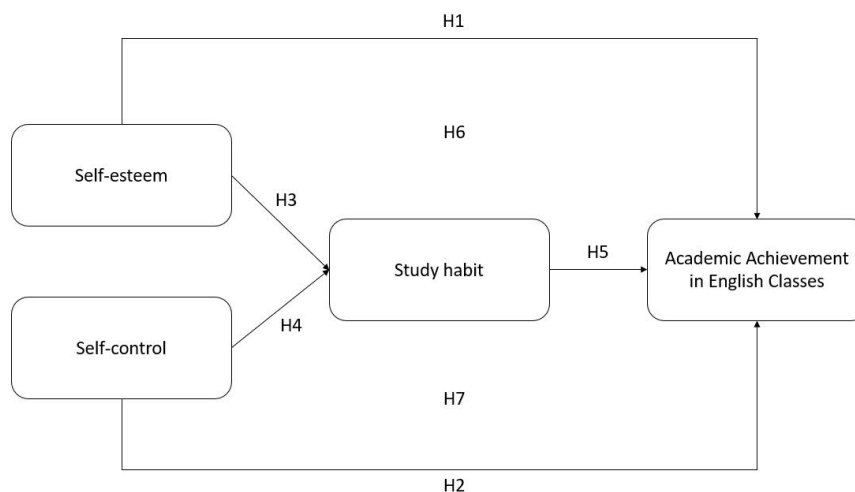 H1
H6
Self-esteem
H3
Study habit
H5
Academic Achievement
in English Classes
H4
Self-control
H7
H2